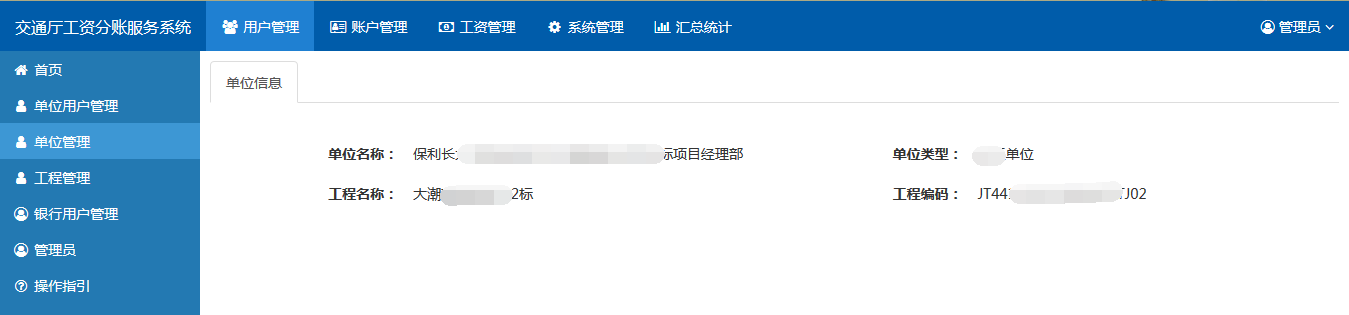 交通厅工资分账服务系统 用户管理 账户管理 工资管理 系统管理 汇总统计 管理员
首页
单位用户管理
单位管理
工程管理
银行用户管理
管理员
操作指引
单位信息
单位名称： 保利长 标项目经理部 单位类型： 单位
工程名称： 大潮 2标 工程编码： JT44 J02